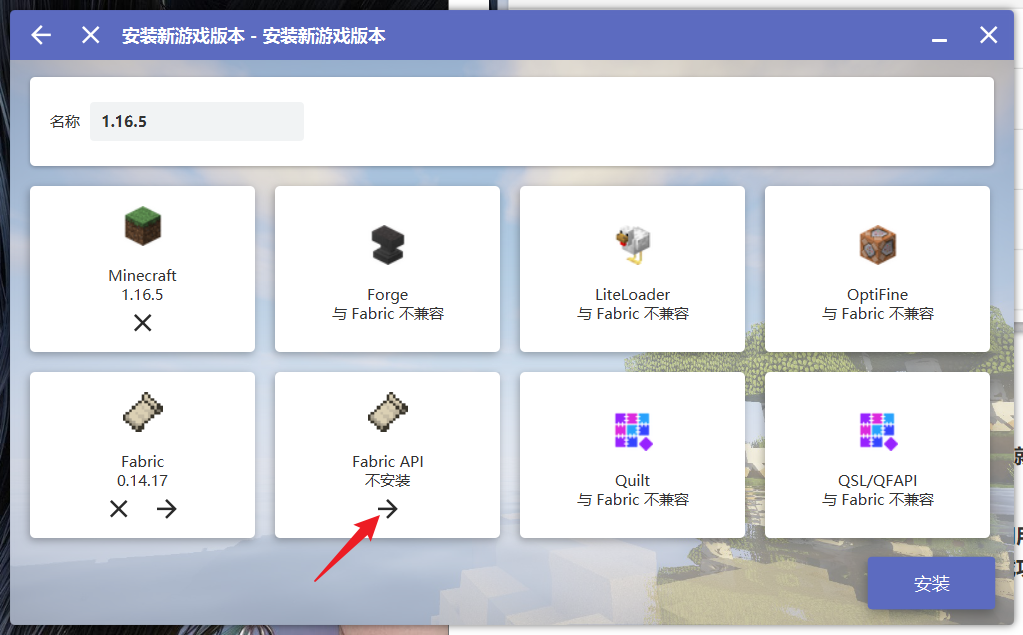 安装新游戏版本 - 安装新游戏版本
名称 1.16.5
Minecraft
1.16.5
Forge
与 Fabric 不兼容
LiteLoader
与 Fabric 不兼容
OptiFine
与 Fabric 不兼容
Fabric
0.14.17
Fabric API
不安装
Quilt
与 Fabric 不兼容
QSL/QFAPI
与 Fabric 不兼容
安装